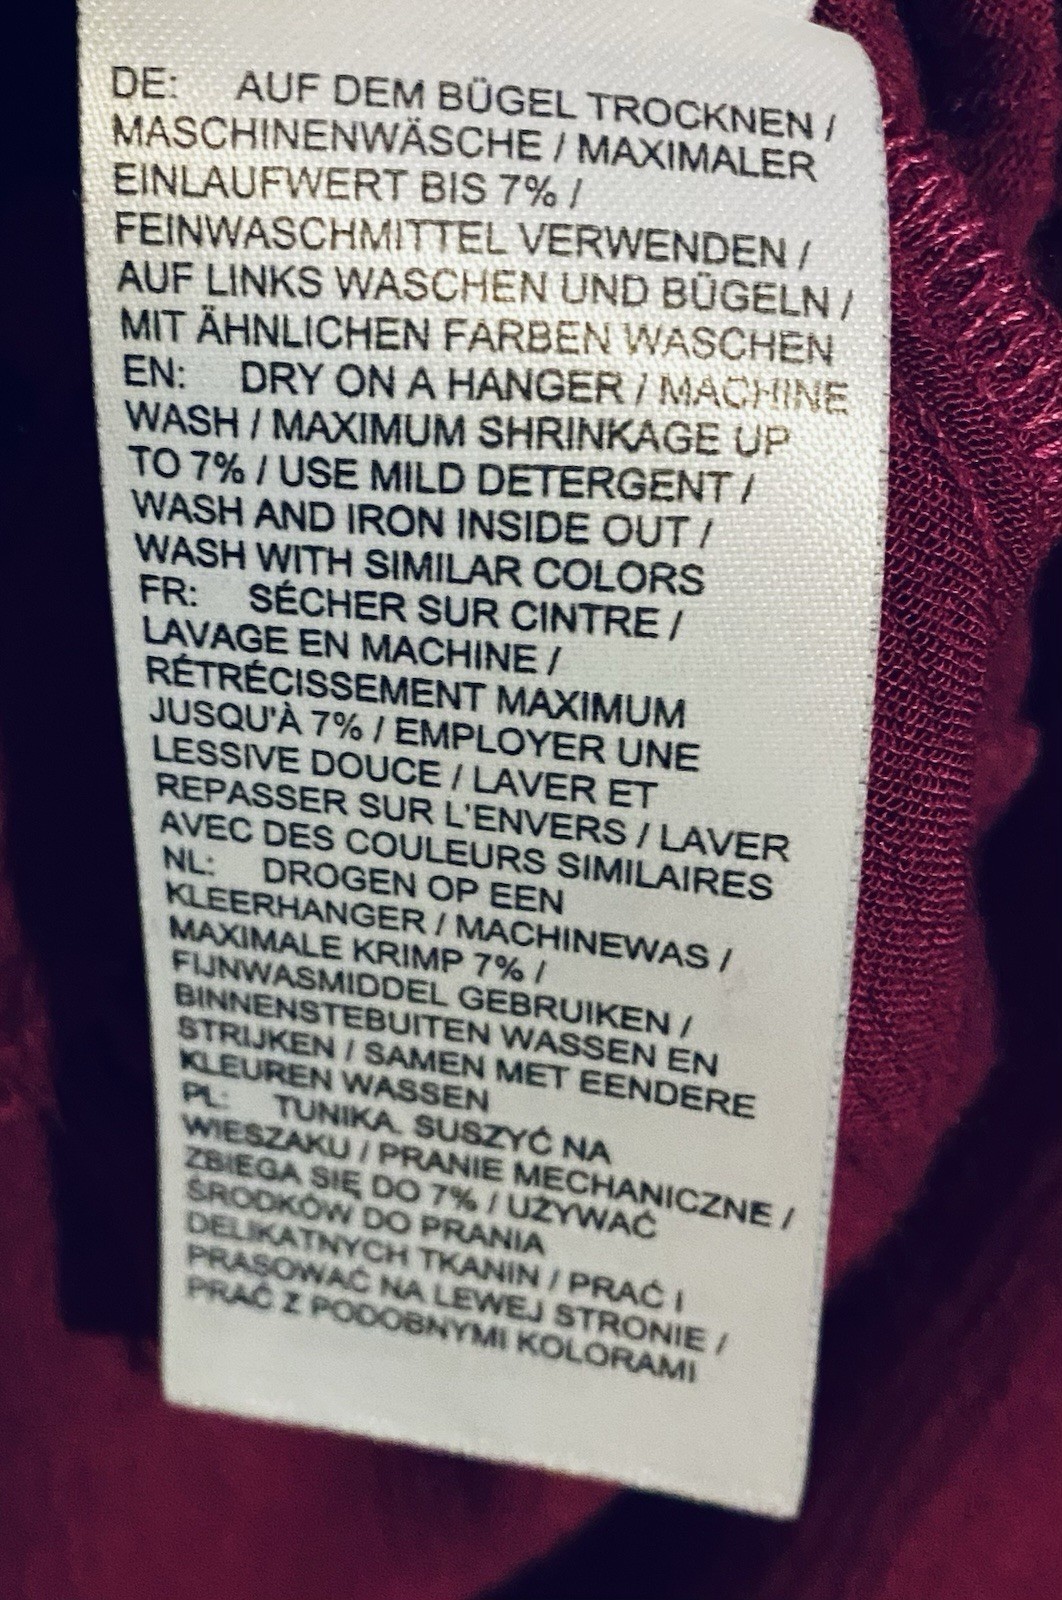 DE: AUF DEM BÜGEL TROCKNEN /
MASCHINENWÄSCHE / MAXIMALER
EINLAUFWERT BIS 7% /
FEINWASCHMITTEL VERWENDEN /
AUF LINKS WASCHEN UND BÜGELN /
MIT ÄHNLICHEN FARBEN WASCHEN
EN: DRY ON A HANGER / MACHINE
WASH / MAXIMUM SHRINKAGE UP
TO 7% / USE MILD DETERGENT /
WASH AND IRON INSIDE OUT /
WASH WITH SIMILAR COLORS
FR: SÉCHER SUR CINTRE /
LAVAGE EN MACHINE /
RÉTRÉCISSEMENT MAXIMUM
JUSQU'À 7% / EMPLOYER UNE
LESSIVE DOUCE / LAVER ET
REPASSER SUR L'ENVERS / LAVER
AVEC DES COULEURS SIMILAIRES
NL: DROGEN OP EEN
KLEERHANGER / MACHINEWAS /
MAXIMALE KRIMP 7% /
FIJNWASMIDDEL GEBRUIKEN /
BINNENSTEBUITEN WASSEN EN
STRIJKEN / SAMEN MET EENDERE
KLEUREN WASSEN
PL: TUNIKA. SUSZYĆ NA
WIESZAKU / PRANIE MECHANICZNE /
ZBIEGA SIĘ DO 7% / UŻYWAĆ
ŚRODKÓW DO PRANIA
DELIKATNYCH TKANIN / PRAĆ I
PRASOWAĆ NA LEWEJ STRONIE /
PRAĆ Z PODOBNYMI KOLORAMI